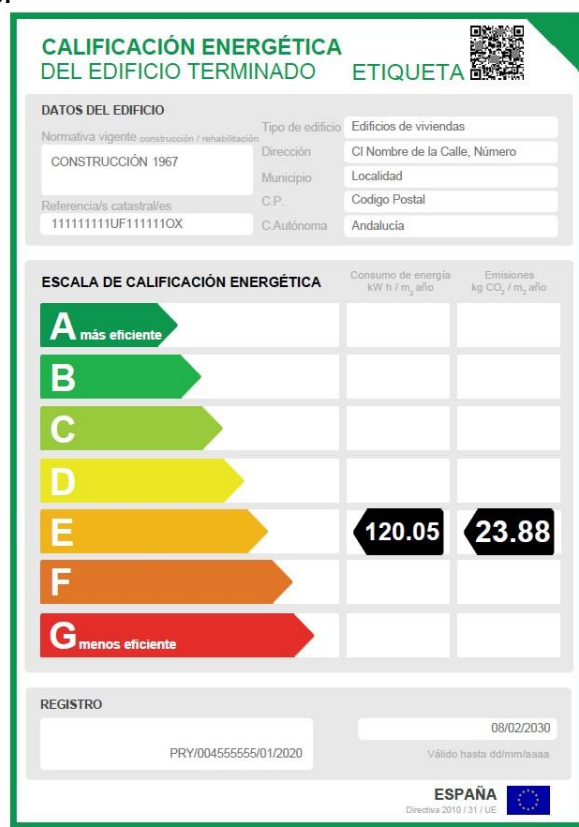 CALIFICACIÓN ENERGÉTICA
DEL EDIFICIO TERMINADO ETIQUETA
DATOS DEL EDIFICIO
Normativa vigente construcción / rehabilitación
CONSTRUCCIÓN 1967
Referencia/s catastral/es
111111111UF111111OX
Tipo de edificio Edificios de viviendas
Dirección Cl Nombre de la Calle, Número
Municipio Localidad
C.P. Codigo Postal
C.Autónoma Andalucía
ESCALA DE CALIFICACIÓN ENERGÉTICA
Consumo de energía
kW h / m₂ año
Emisiones
kg CO₂ / m₂ año
A más eficiente
B
C
D
E 120.05 23.88
F
G menos eficiente
REGISTRO
PRY/004555555/01/2020
08/02/2030
Válido hasta dd/mm/aaaa
ESPAÑA
Directiva 2010 / 31 / UE